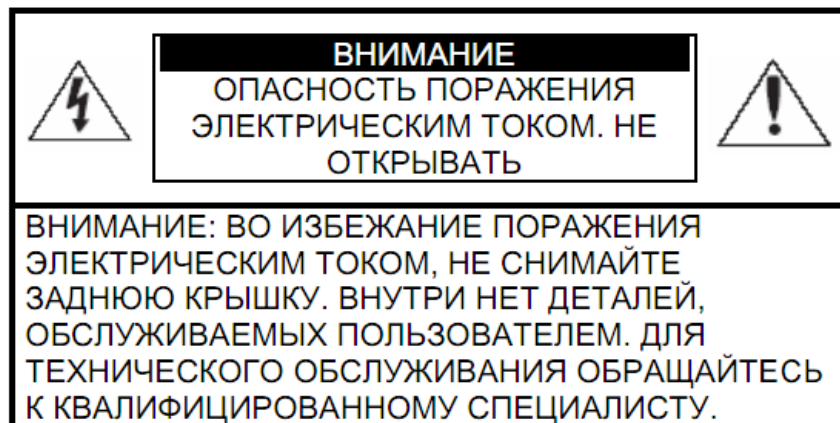 ВНИМАНИЕ
ОПАСНОСТЬ ПОРАЖЕНИЯ
ЭЛЕКТРИЧЕСКИМ ТОКОМ. НЕ
ОТКРЫВАТЬ
ВНИМАНИЕ: ВО ИЗБЕЖАНИЕ ПОРАЖЕНИЯ
ЭЛЕКТРИЧЕСКИМ ТОКОМ, НЕ СНИМАЙТЕ
ЗАДНЮЮ КРЫШКУ. ВНУТРИ НЕТ ДЕТАЛЕЙ,
ОБСЛУЖИВАЕМЫХ ПОЛЬЗОВАТЕЛЕМ. ДЛЯ
ТЕХНИЧЕСКОГО ОБСЛУЖИВАНИЯ ОБРАЩАЙТЕСЬ
К КВАЛИФИЦИРОВАННОМУ СПЕЦИАЛИСТУ.